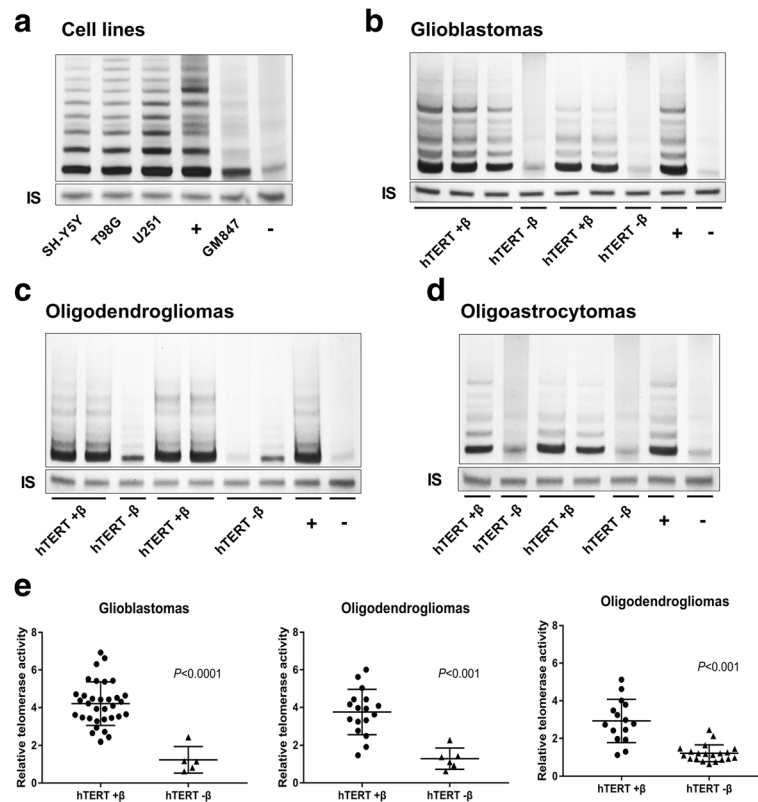 a Cell lines
IS
SH-Y5Y T98G U251 + GM847 -
b Glioblastomas
IS
hTERT +β hTERT -β hTERT +β hTERT -β + -
c Oligodendrogliomas
IS
hTERT +β hTERT -β hTERT +β hTERT -β + -
d Oligoastrocytomas
IS
hTERT +β hTERT -β hTERT +β hTERT -β + -
e
Glioblastomas
Relative telomerase activity
8
6
4
2
0
P<0.0001
hTERT +β hTERT -β
Oligodendrogliomas
Relative telomerase activity
8
6
4
2
0
P<0.001
hTERT +β hTERT -β
Oligodendrogliomas
Relative telomerase activity
8
6
4
2
0
P<0.001
hTERT +β hTERT -β